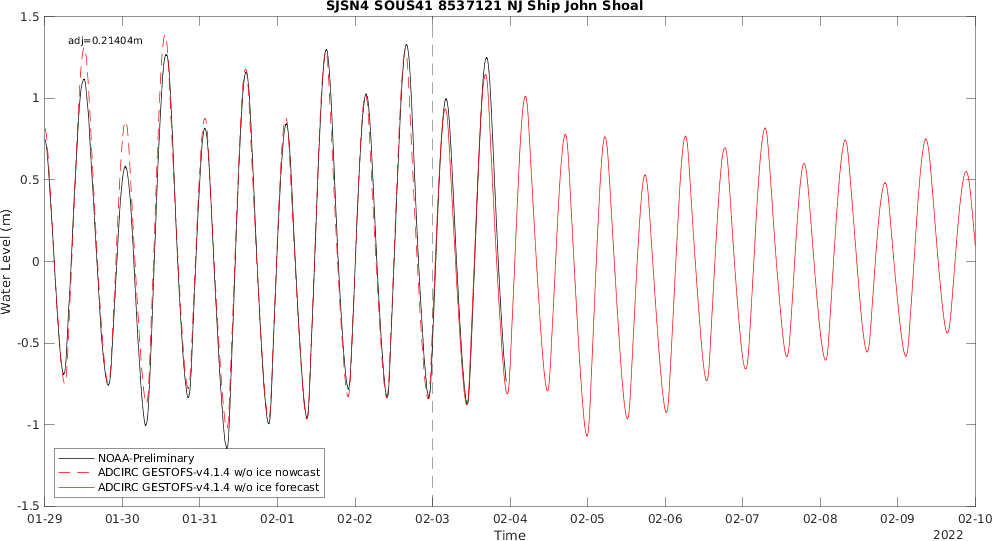 SJSN4 SOUS41 8537121 NJ Ship John Shoal
adj=0.21404m
1.5
1
0.5
0
-0.5
-1
-1.5
Water Level (m)
NOAA-Preliminary
ADCIRC GESTOFS-v4.1.4 w/o ice nowcast
ADCIRC GESTOFS-v4.1.4 w/o ice forecast
01-29 01-30 01-31 02-01 02-02 02-03 02-04 02-05 02-06 02-07 02-08 02-09 02-10
Time
2022